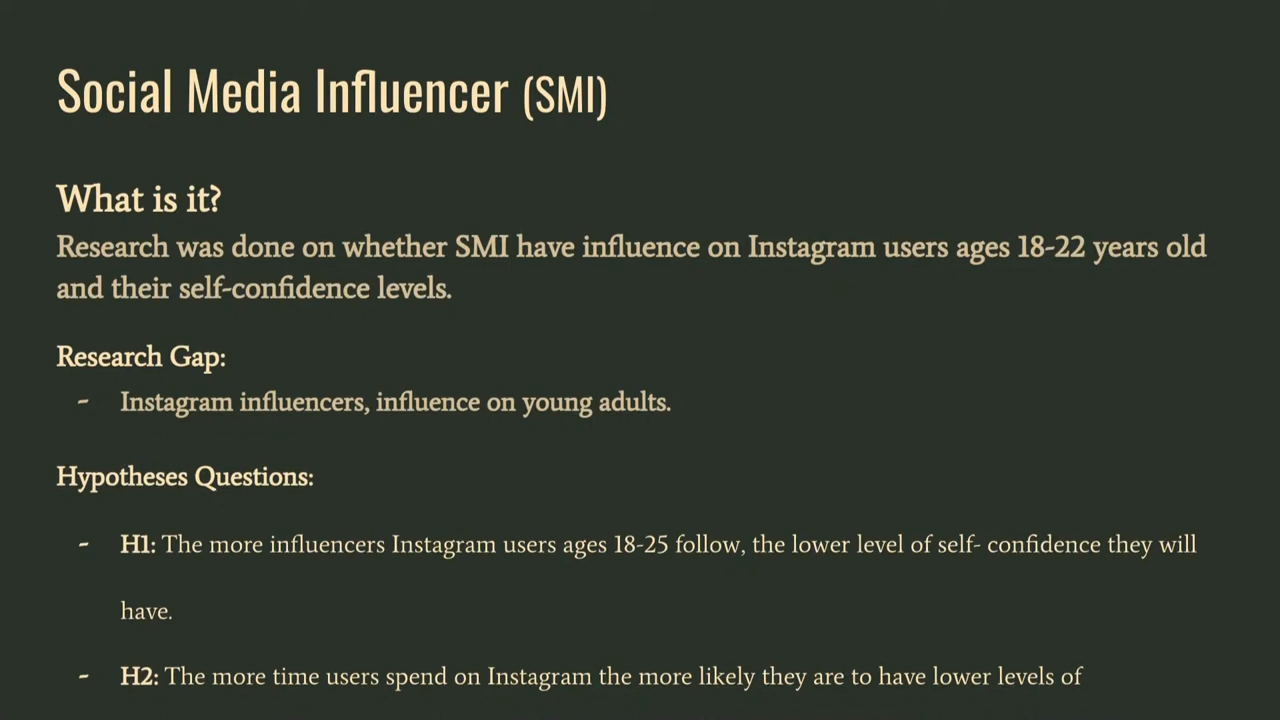 Social Media Influencer (SMI)
What is it?
Research was done on whether SMI have influence on Instagram users ages 18-22 years old
and their self-confidence levels.
Research Gap:
- Instagram influencers, influence on young adults.
Hypotheses Questions:
- H1: The more influencers Instagram users ages 18-25 follow, the lower level of self- confidence they will
have.
- H2: The more time users spend on Instagram the more likely they are to have lower levels of